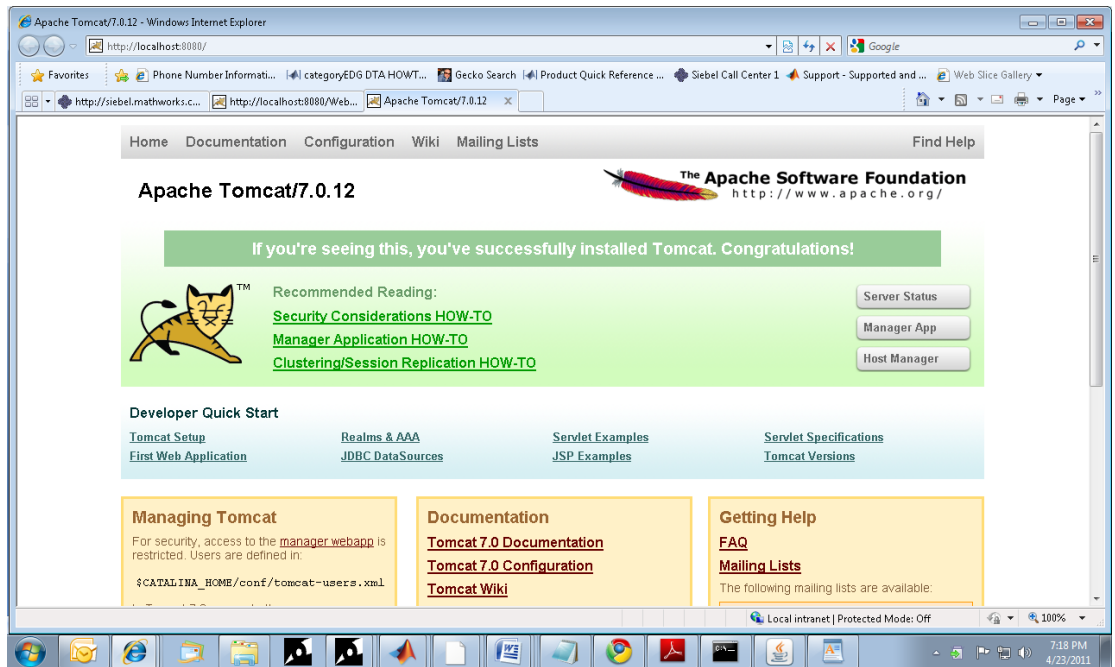 Apache Tomcat/7.0.12 - Windows Internet Explorer
http://localhost:8080/
Google
Favorites Phone Number Informati... categoryEDG DTA HOWT... Gecko Search Product Quick Reference ... Siebel Call Center 1 Support - Supported and ... Web Slice Gallery
http://siebel.mathworks.c... http://localhost:8080/Web... Apache Tomcat/7.0.12 X Page »
Home Documentation Configuration Wiki Mailing Lists Find Help
Apache Tomcat/7.0.12
The Apache Software Foundation
http://www.apache.org/
If you're seeing this, you've successfully installed Tomcat. Congratulations!
TM
Recommended Reading:
Security Considerations HOW-TO
Manager Application HOW-TO
Clustering/Session Replication HOW-TO
Server Status
Manager App
Host Manager
Developer Quick Start
Tomcat Setup Realms & AAA Servlet Examples Servlet Specifications
First Web Application JDBC DataSources JSP Examples Tomcat Versions
Managing Tomcat
For security, access to the manager webapp is
restricted. Users are defined in:
$CATALINA_HOME/conf/tomcat-users.xml
Documentation
Tomcat 7.0 Documentation
Tomcat 7.0 Configuration
Tomcat Wiki
Getting Help
FAQ
Mailing Lists
The following mailing lists are available:
Local intranet | Protected Mode: Off 100%
7:18 PM
4/23/2011